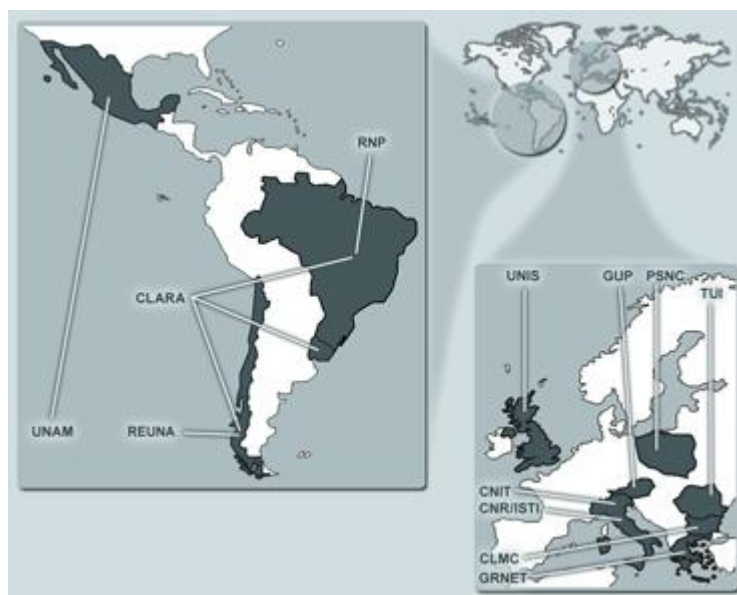 RNP
CLARA
UNAM
REUNA
UNIS
GUP
PSNC
TUI
CNIT
CNR/ISTI
CLMC
GRNET